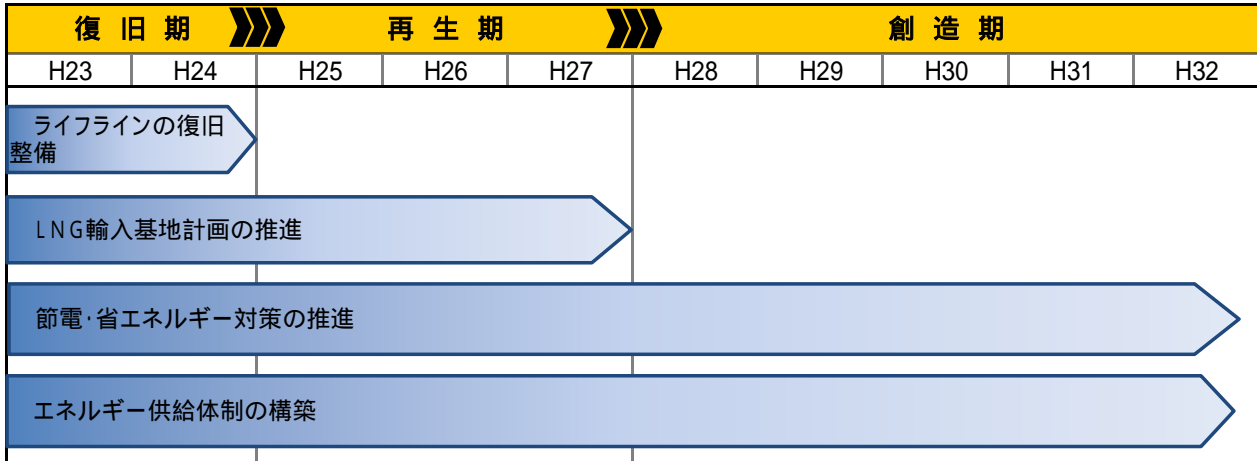 復旧期 再生期 創造期
H23 H24 H25 H26 H27 H28 H29 H30 H31 H32
ライフラインの復旧
整備
LNG輸入基地計画の推進
節電・省エネルギー対策の推進
エネルギー供給体制の構築